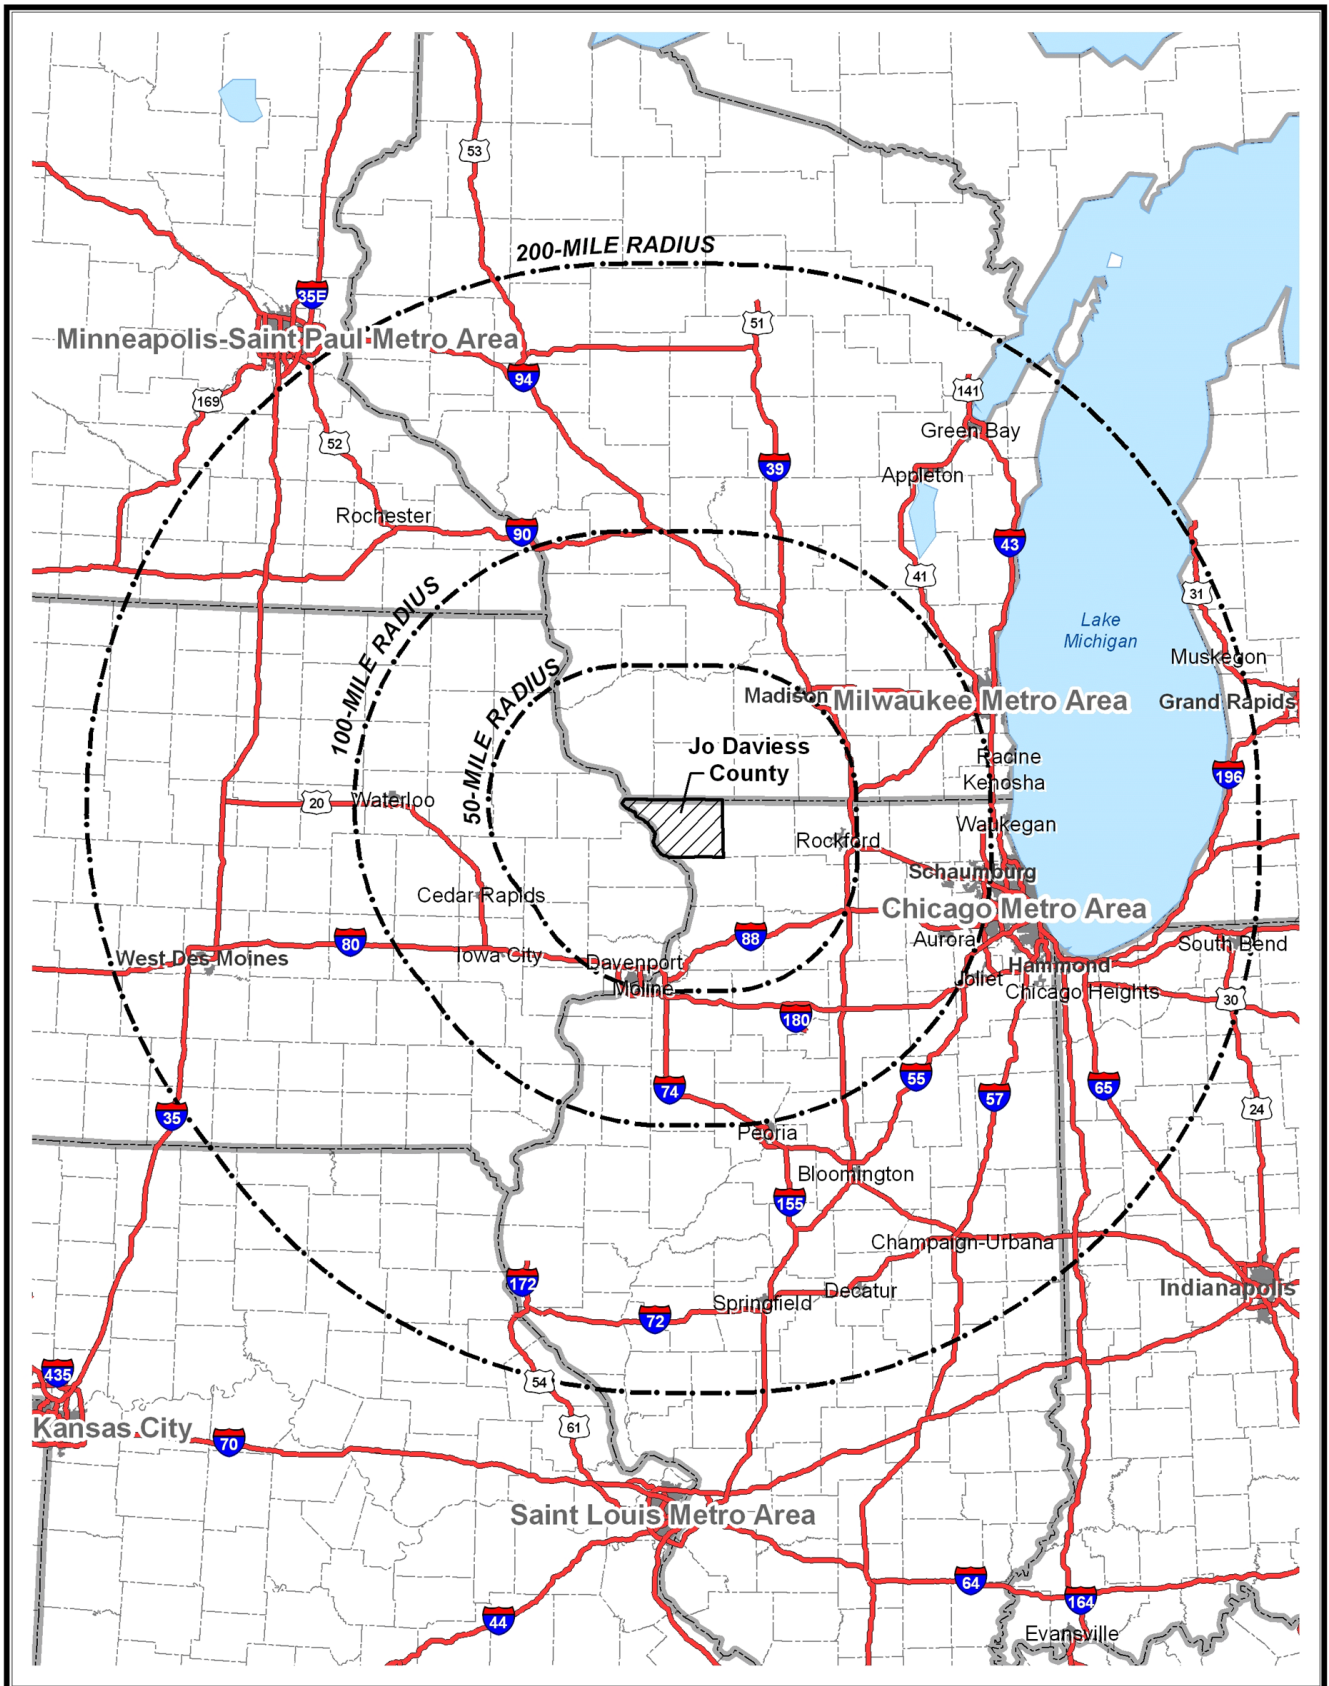 53
200-MILE RADIUS
35E
51
Minneapolis-Saint Paul Metro Area
94
141
169
Green Bay
52
39
Appleton
Rochester
90
43
41
31
100-MILE RADIUS
Lake
Michigan
Muskegon
50-MILE RADIUS
Madison
Milwaukee Metro Area
Grand Rapids
Jo Daviess
County
Racine
Kenosha
196
20
Waterloo
Waukegan
Rockford
Schaumburg
Cedar Rapids
Chicago Metro Area
88
80
Aurora
South Bend
West Des Moines
Iowa City
Davenport
Hammond
Joliet
Moline
Chicago Heights
30
180
55
74
65
57
35
24
Peoria
Bloomington
155
Champaign-Urbana
172
Decatur
Indianapolis
Springfield
72
435
54
Kansas City
61
70
Saint Louis Metro Area
64
164
44
Evansville